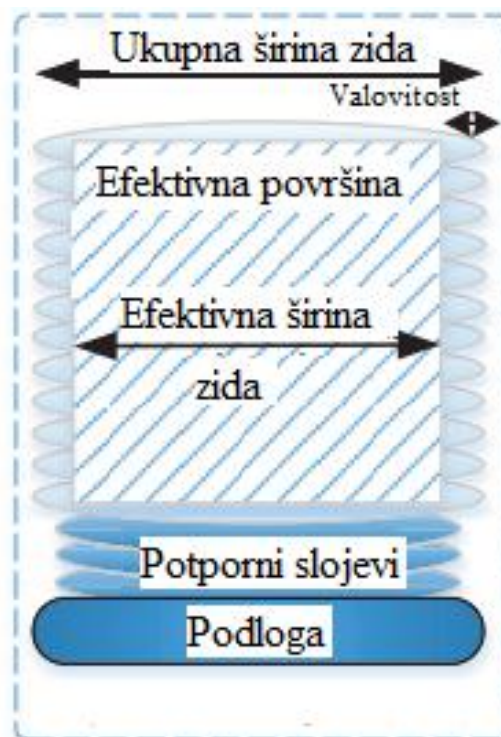 Ukupna širina zida
Valovitost
Efektivna površina
Efektivna širina
zida
Potporni slojevi
Podloga